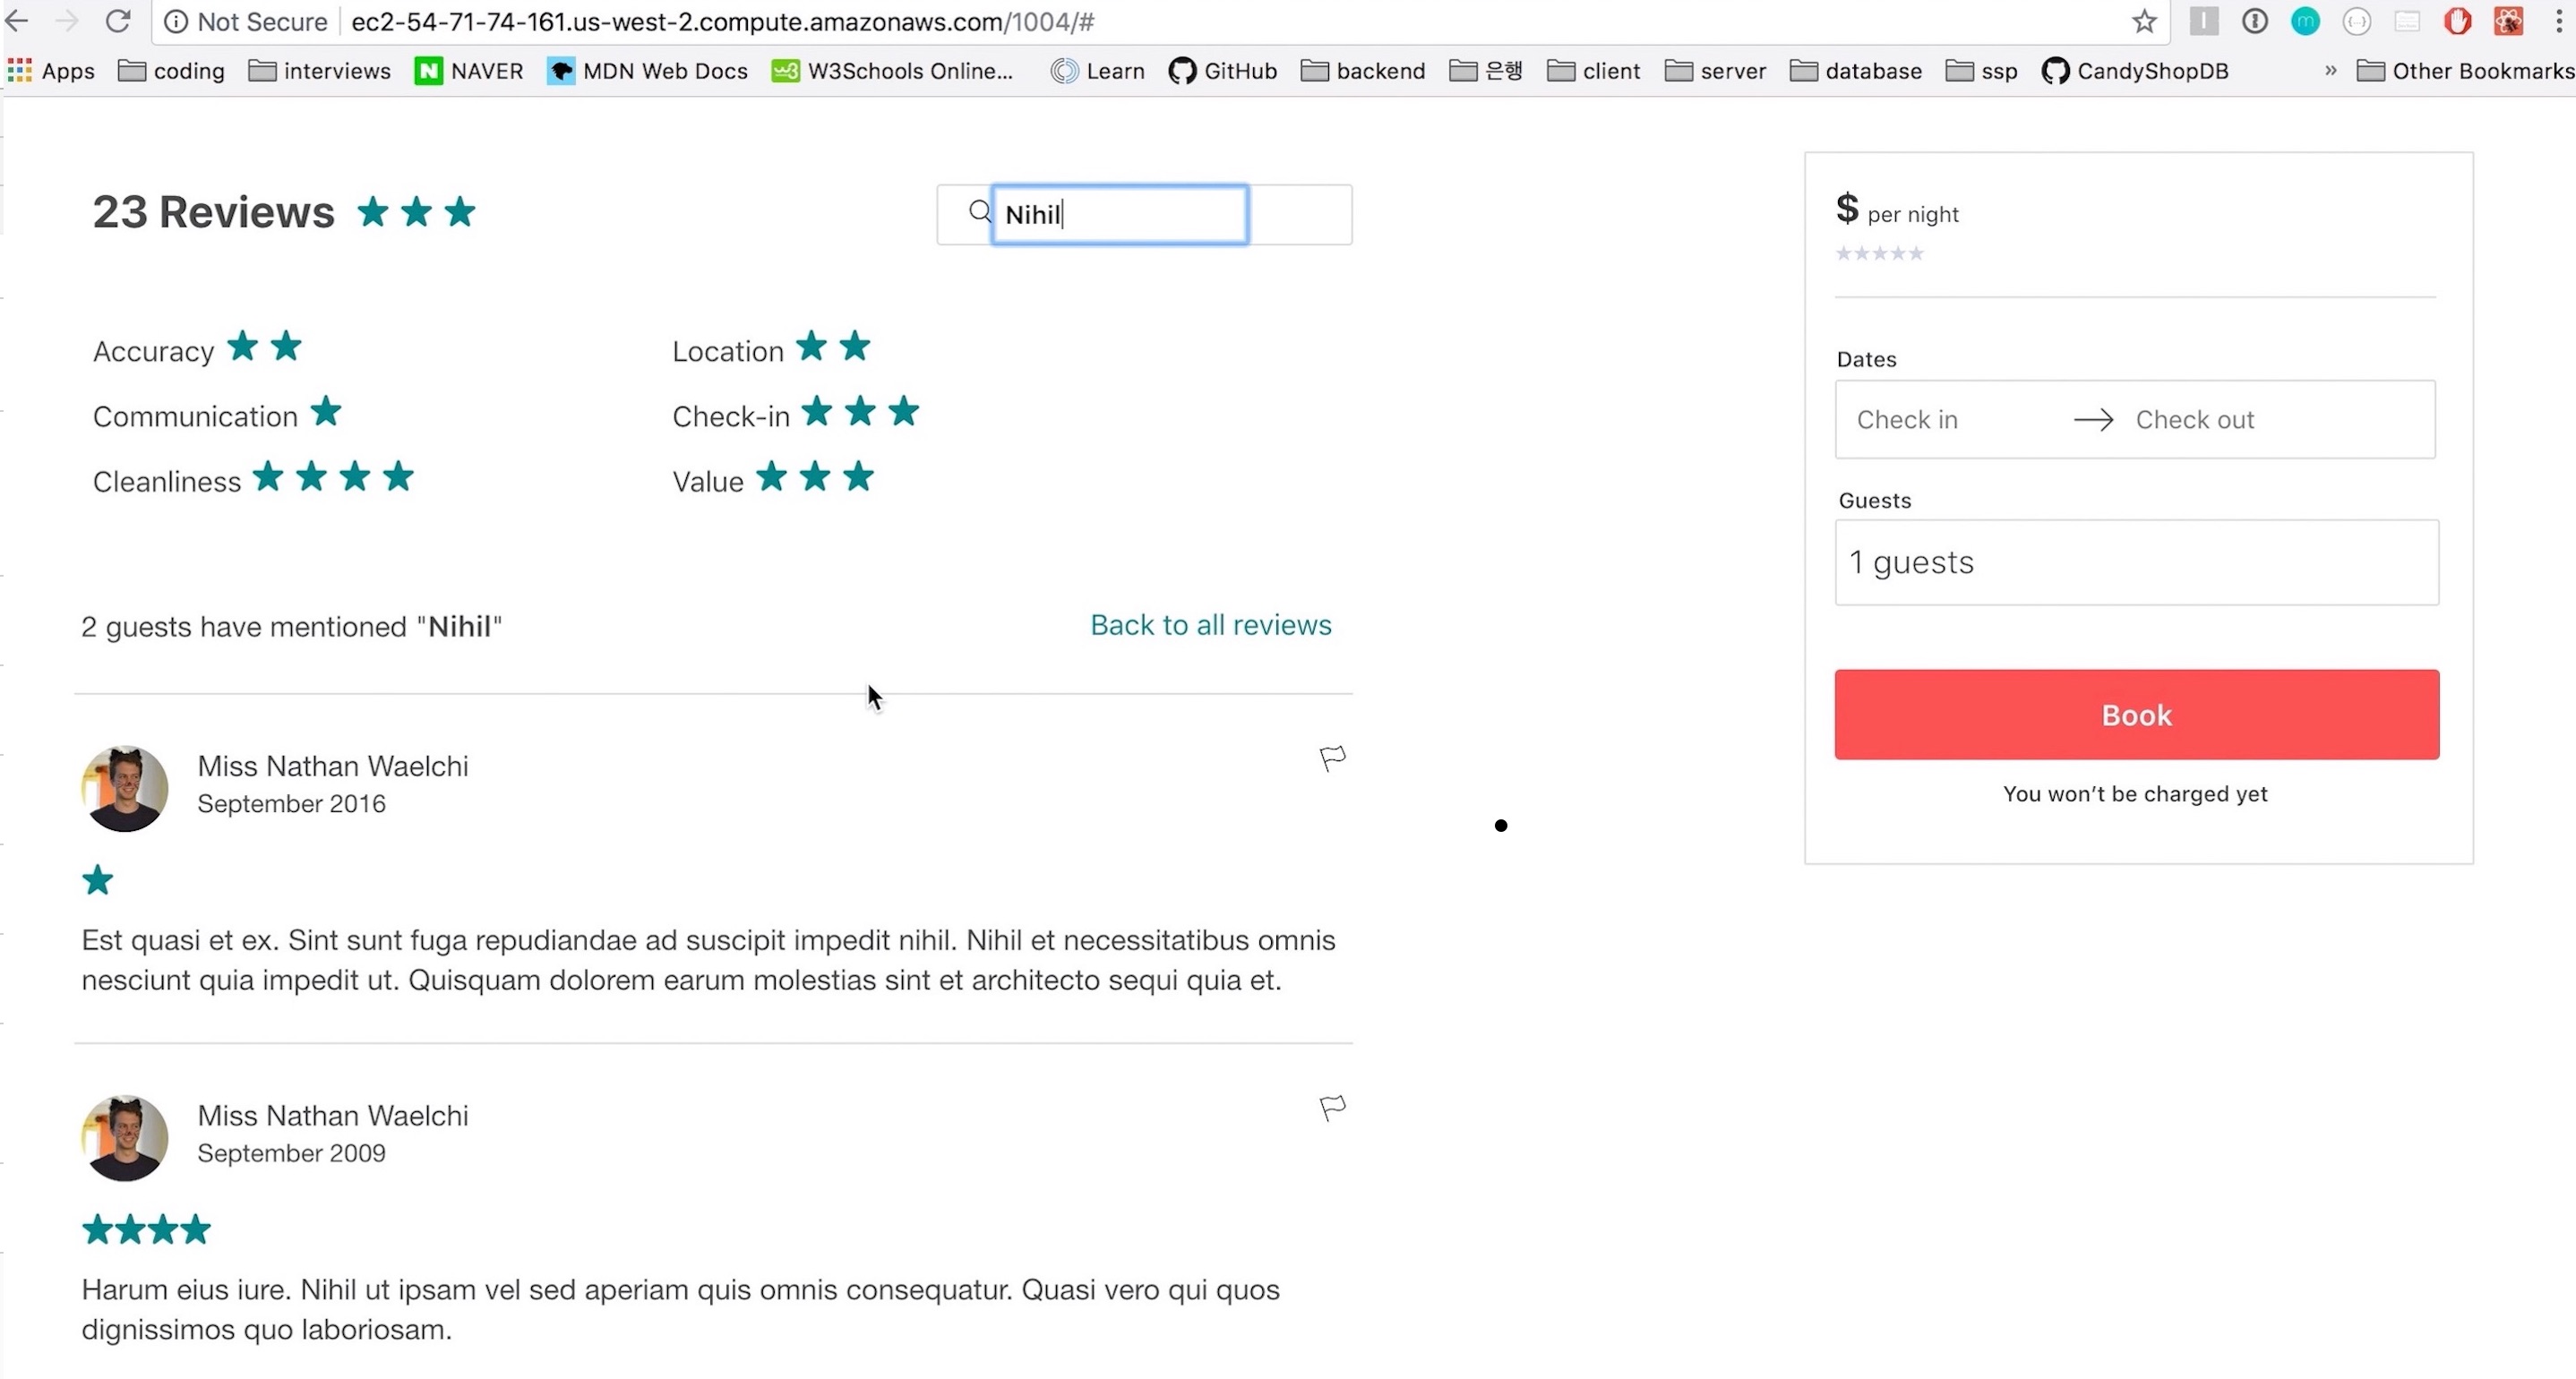 Not Secure ec2-54-71-74-161.us-west-2.compute.amazonaws.com/1004/#
Apps coding interviews NAVER MDN Web Docs W3Schools Online... Learn GitHub backend 은행 client server database ssp CandyShopDB » Other Bookmarks
23 Reviews
Nihil
Accuracy
Location
Communication
Check-in
Cleanliness
Value
2 guests have mentioned "Nihil"
Back to all reviews
Miss Nathan Waelchi
September 2016
Est quasi et ex. Sint sunt fuga repudiandae ad suscipit impedit nihil. Nihil et necessitatibus omnis
nesciunt quia impedit ut. Quisquam dolorem earum molestias sint et architecto sequi quia et.
Miss Nathan Waelchi
September 2009
Harum eius iure. Nihil ut ipsam vel sed aperiam quis omnis consequatur. Quasi vero qui quos
dignissimos quo laboriosam.
$ per night
Dates
Check in
Check out
Guests
1 guests
Book
You won’t be charged yet